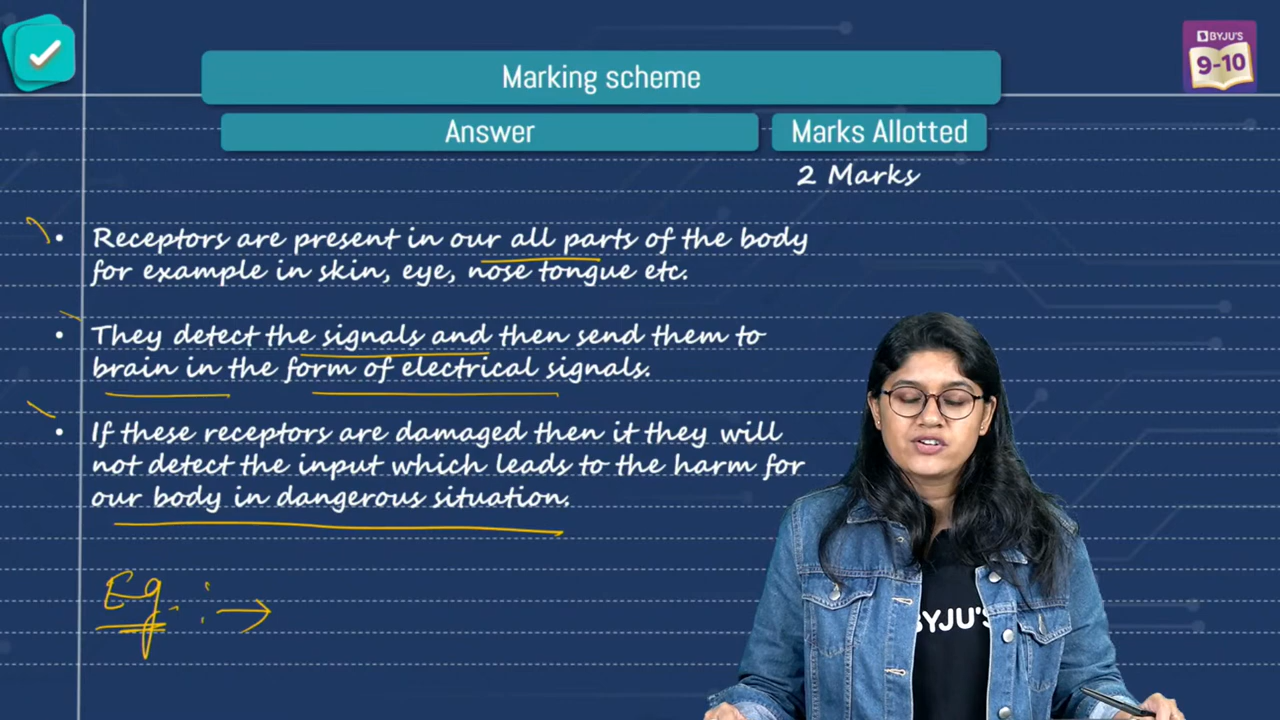 BYJU'S
9-10
Marking scheme
Answer
Marks Allotted
2 Marks
• Receptors are present in our all parts of the body
for example in skin, eye, nose tongue etc.
• They detect the signals and then send them to
brain in the form of electrical signals.
• If these receptors are damaged then it they will
not detect the input which leads to the harm for
our body in dangerous situation.
Eg. : →
BYJU'S